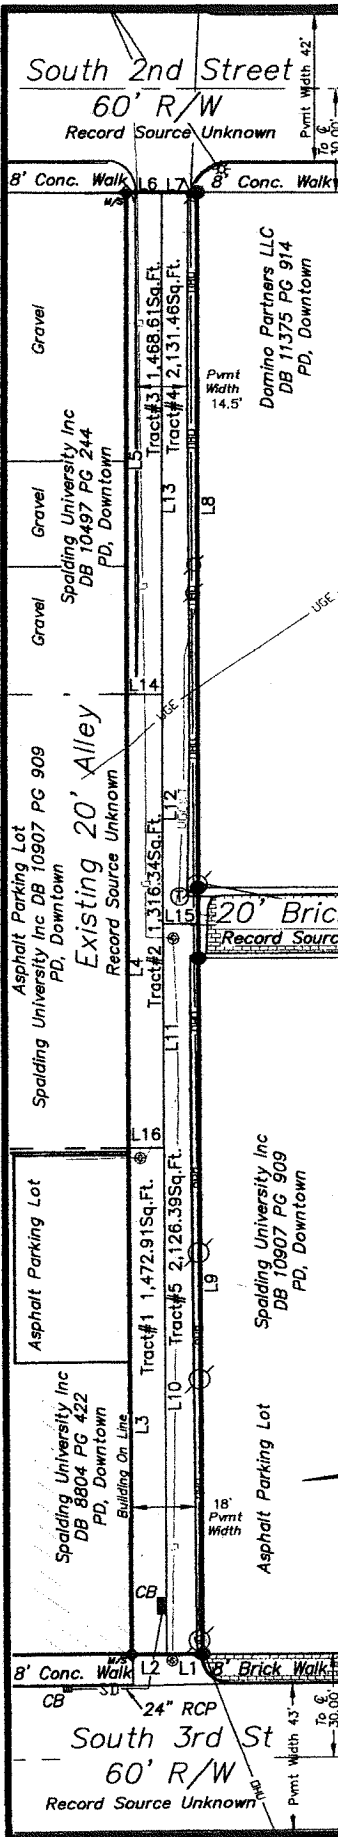 South 2nd Street
60' R/W
Record Source Unknown
Pvmt Width 42'
To ℄
30.00'
8' Conc. Walk
L6
L7
8' Conc. Walk
M/S
Gravel
Gravel
Gravel
Spalding University Inc
DB 10497 PG 244
PD, Downtown
L5
Tract#3 1,468.61Sq.Ft.
Tract#4 2,131.46Sq.Ft.
L13
OHU
Pvmt
Width
14.5'
L8
Domino Partners LLC
DB 11375 PG 914
PD, Downtown
UGE
L14
UGE
Asphalt Parking Lot
Spalding University Inc DB 10907 PG 909
PD, Downtown
Existing 20' Alley
Record Source Unknown
L12
L4
Tract#2 1,316.34Sq.Ft.
L15
20' Bric
Record Sourc
L11
OHU
L16
Asphalt Parking Lot
Tract#1 1,472.91Sq.Ft.
Tract#5 2,126.39Sq.Ft.
L9
Spalding University Inc
DB 10907 PG 909
PD, Downtown
Asphalt Parking Lot
L10
L3
Spalding University Inc
DB 8804 PG 422
PD, Downtown
Building On Line
18'
Pvmt
Width
CB
M/S
8' Conc. Walk
L2
L1
8' Brick Walk
CB
SD
24" RCP
South 3rd St
60' R/W
Record Source Unknown
OHU
Pvmt Width 43'
To ℄
30.00'